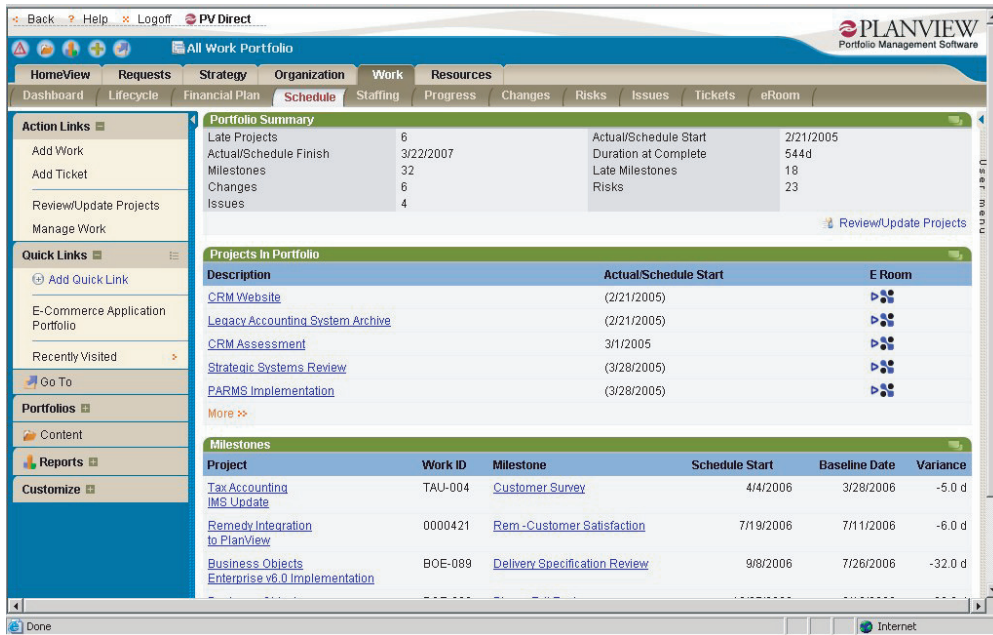 Back ? Help × Logoff PV Direct
PLANVIEW
Portfolio Management Software
All Work Portfolio
HomeView Requests Strategy Organization Work Resources
Dashboard Lifecycle Financial Plan Schedule Staffing Progress Changes Risks Issues Tickets eRoom
Action Links
Add Work
Add Ticket
Review/Update Projects
Manage Work
Quick Links
Add Quick Link
E-Commerce Application
Portfolio
Recently Visited
Go To
Portfolios
Content
Reports
Customize
Portfolio Summary
Late Projects 6 Actual/Schedule Start 2/21/2005
Actual/Schedule Finish 3/22/2007 Duration at Complete 544d
Milestones 32 Late Milestones 18
Changes 6 Risks 23
Issues 4
Review/Update Projects
Projects In Portfolio
Description Actual/Schedule Start E Room
CRM Website (2/21/2005)
Legacy Accounting System Archive (2/21/2005)
CRM Assessment 3/1/2005
Strategic Systems Review (3/28/2005)
PARMS Implementation (3/28/2005)
More >>
Milestones
Project Work ID Milestone Schedule Start Baseline Date Variance
Tax Accounting TAU-004 Customer Survey 4/4/2006 3/28/2006 -5.0 d
IMS Update
Remedy Integration 0000421 Rem -Customer Satisfaction 7/19/2006 7/11/2006 -6.0 d
to PlanView
Business Objects BOE-089 Delivery Specification Review 9/8/2006 7/26/2006 -32.0 d
Enterprise v6.0 Implementation
User menu
Done Internet